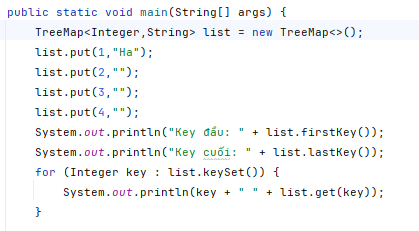 public static void main(String[] args) {
TreeMap<Integer,String> list = new TreeMap<>();
list.put(1,"Ha");
list.put(2,"");
list.put(3,"");
list.put(4,"");
System.out.println("Key đầu: " + list.firstKey());
System.out.println("Key cuối: " + list.lastKey());
for (Integer key : list.keySet()) {
System.out.println(key + " " + list.get(key));
}